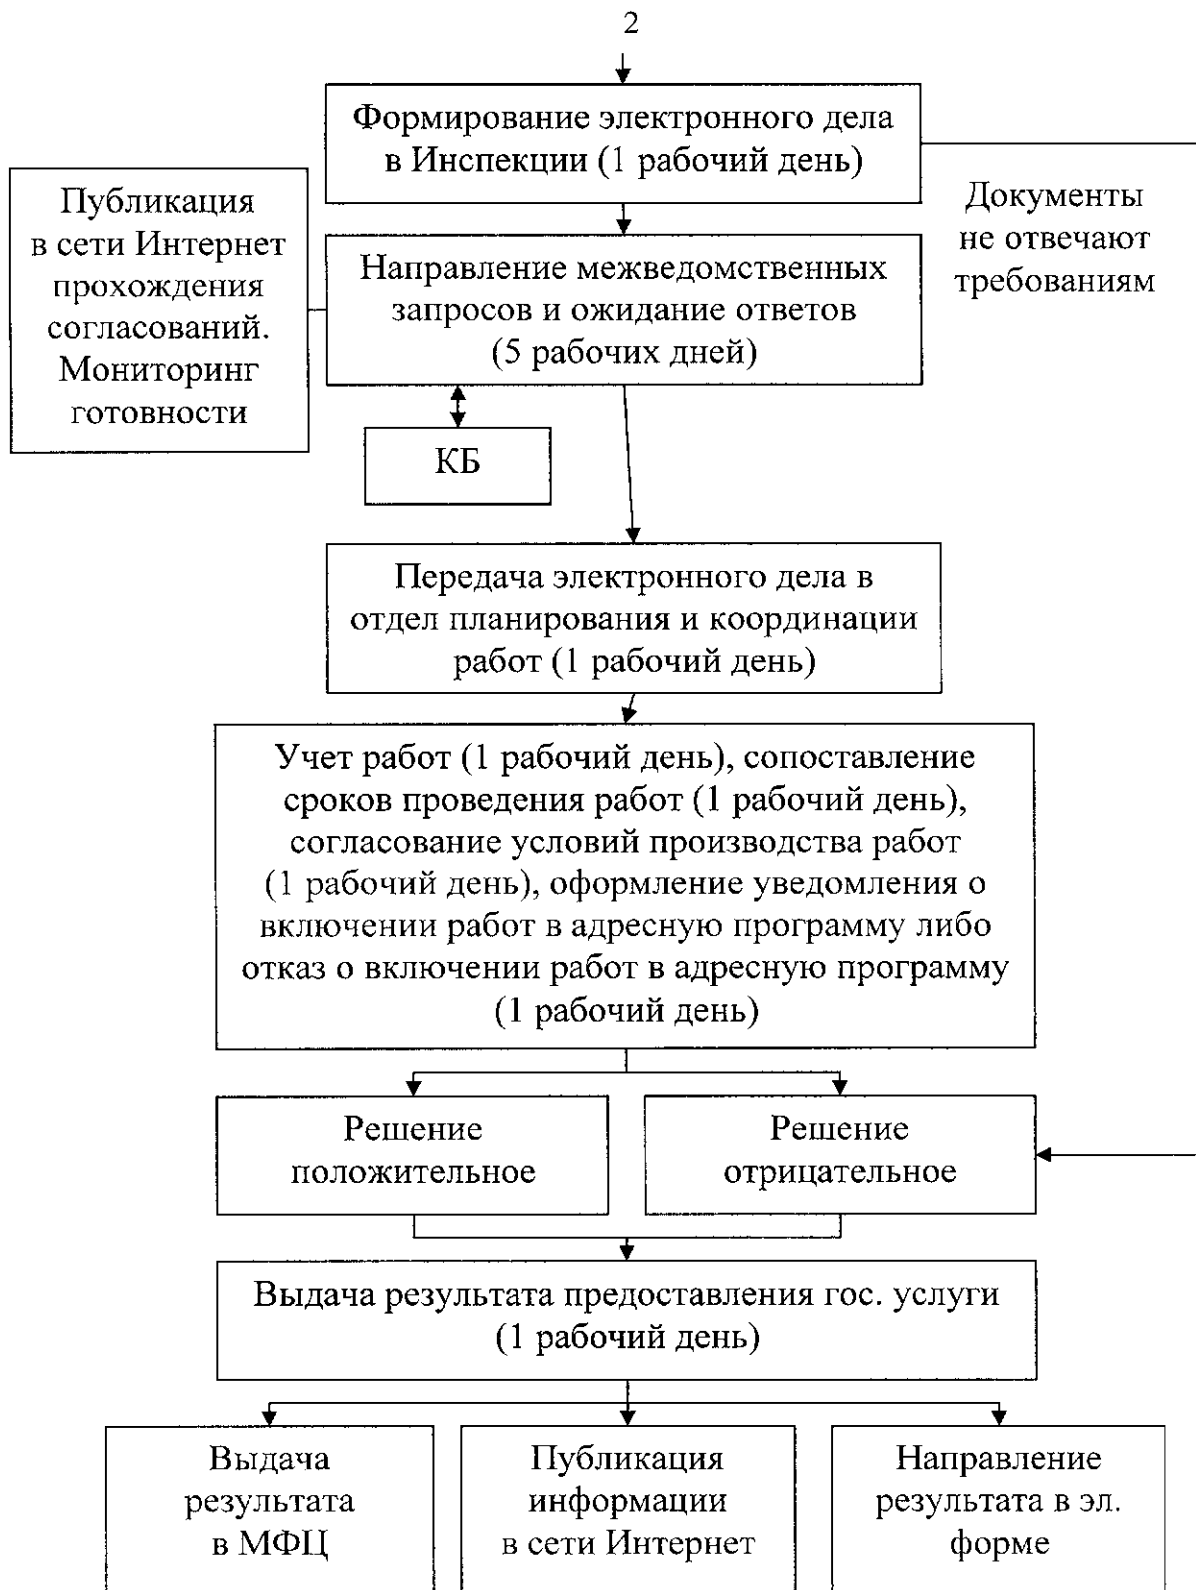 2
Формирование электронного дела
в Инспекции (1 рабочий день)
Публикация
в сети Интернет
прохождения
согласований.
Мониторинг
готовности
Документы
не отвечают
требованиям
Направление межведомственных
запросов и ожидание ответов
(5 рабочих дней)
КБ
Передача электронного дела в
отдел планирования и координации
работ (1 рабочий день)
Учет работ (1 рабочий день), сопоставление
сроков проведения работ (1 рабочий день),
согласование условий производства работ
(1 рабочий день), оформление уведомления о
включении работ в адресную программу либо
отказ о включении работ в адресную программу
(1 рабочий день)
Решение
положительное
Решение
отрицательное
Выдача результата предоставления гос. услуги
(1 рабочий день)
Выдача
результата
в МФЦ
Публикация
информации
в сети Интернет
Направление
результата в эл.
форме